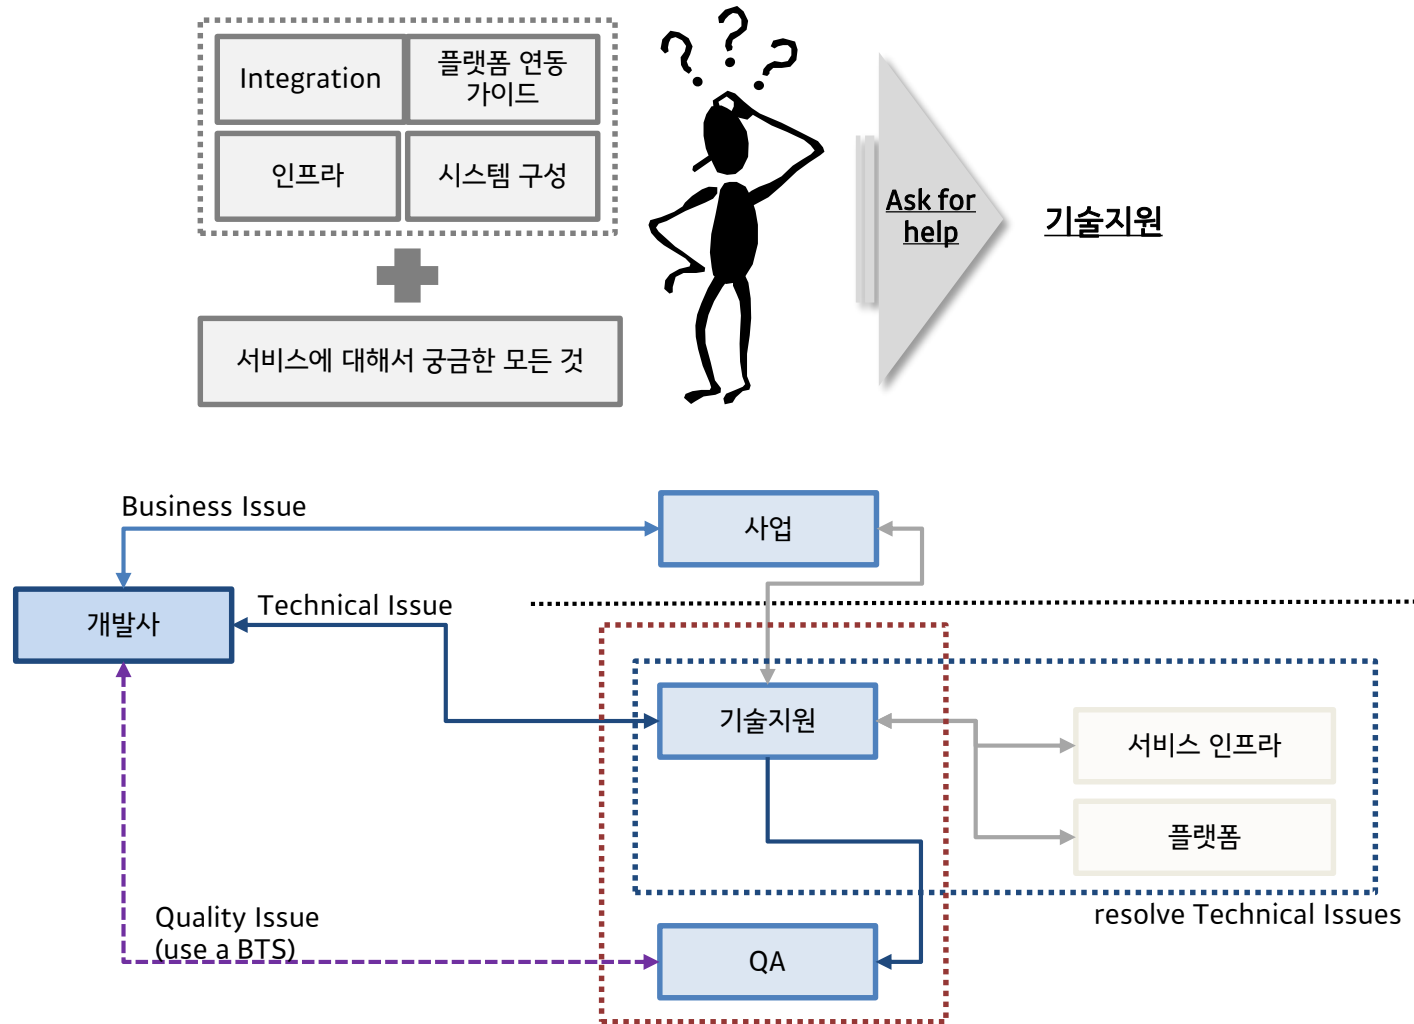 Integration
플랫폼 연동
가이드
인프라
시스템 구성
서비스에 대해서 궁금한 모든 것
? ? ?
Ask for
help
기술지원
Business Issue
사업
개발사
Technical Issue
기술지원
서비스 인프라
플랫폼
resolve Technical Issues
Quality Issue
(use a BTS)
QA